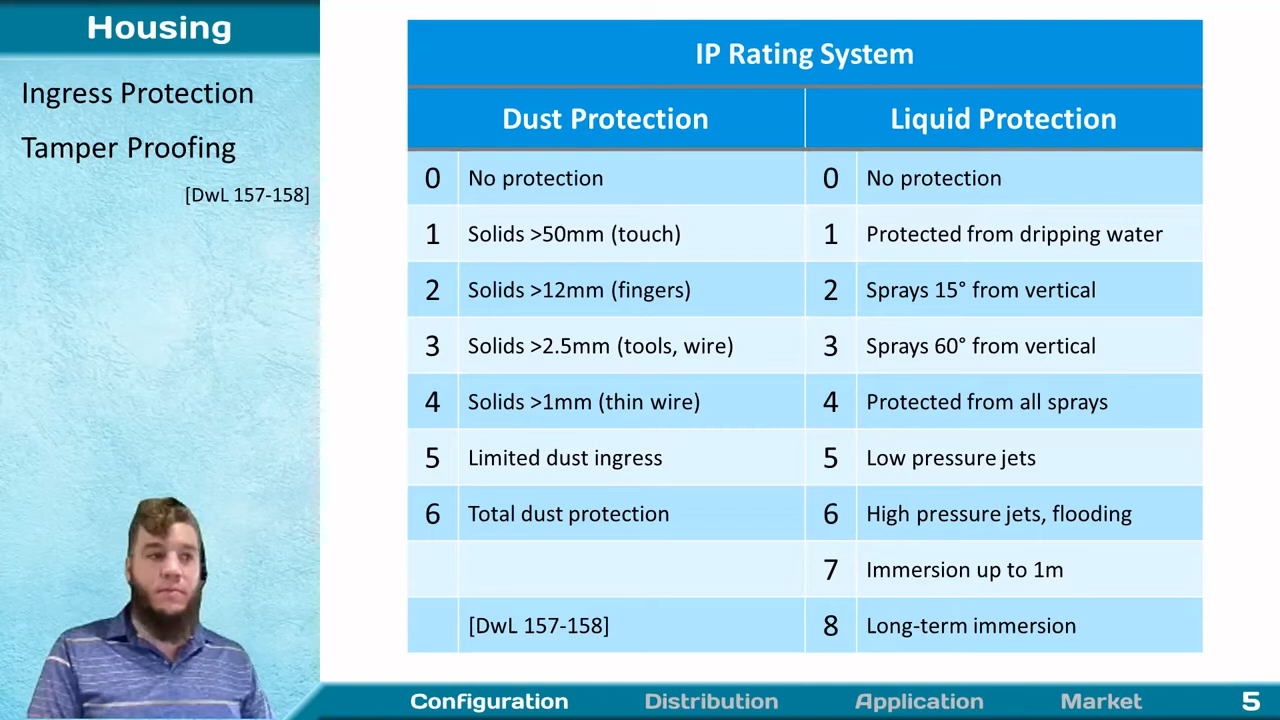 Housing
Ingress Protection
Tamper Proofing
[DwL 157-158]
IP Rating System
Dust Protection Liquid Protection
0 No protection 0 No protection
1 Solids >50mm (touch) 1 Protected from dripping water
2 Solids >12mm (fingers) 2 Sprays 15° from vertical
3 Solids >2.5mm (tools, wire) 3 Sprays 60° from vertical
4 Solids >1mm (thin wire) 4 Protected from all sprays
5 Limited dust ingress 5 Low pressure jets
6 Total dust protection 6 High pressure jets, flooding
7 Immersion up to 1m
[DwL 157-158] 8 Long-term immersion
Configuration Distribution Application Market 5